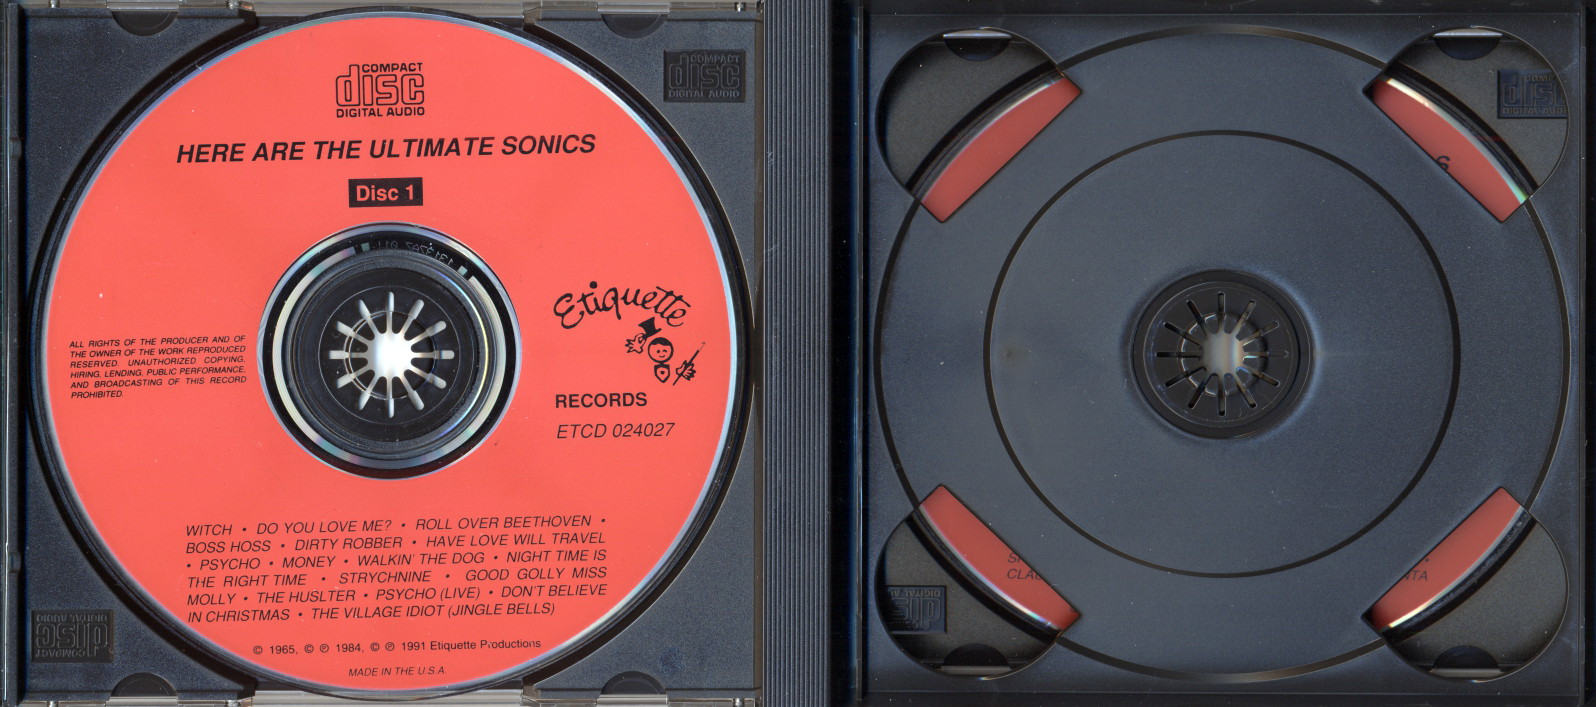 COMPACT
disc
DIGITAL AUDIO
COMPACT
disc
DIGITAL AUDIO
HERE ARE THE ULTIMATE SONICS
Disc 1
Etiquette
RECORDS
ETCD 024027
ALL RIGHTS OF THE PRODUCER AND OF
THE OWNER OF THE WORK REPRODUCED
RESERVED. UNAUTHORIZED COPYING,
HIRING, LENDING, PUBLIC PERFORMANCE,
AND BROADCASTING OF THIS RECORD
PROHIBITED.
WITCH • DO YOU LOVE ME? • ROLL OVER BEETHOVEN •
BOSS HOSS • DIRTY ROBBER • HAVE LOVE WILL TRAVEL
• PSYCHO • MONEY • WALKIN' THE DOG • NIGHT TIME IS
THE RIGHT TIME • STRYCHNINE • GOOD GOLLY MISS
MOLLY • THE HUSLTER • PSYCHO (LIVE) • DON'T BELIEVE
IN CHRISTMAS • THE VILLAGE IDIOT (JINGLE BELLS)
© 1965, © ℗ 1984, © ℗ 1991 Etiquette Productions
MADE IN THE U.S.A.
COMPACT
disc
DIGITAL AUDIO
disc